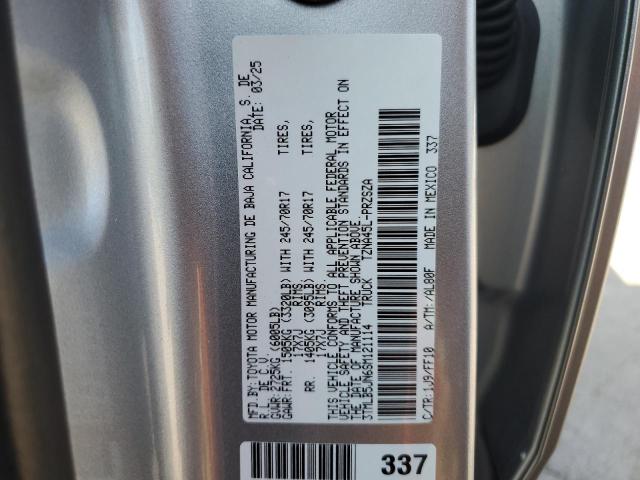 MFD.BY:TOYOTA MOTOR MANUFACTURING DE BAJA CALIFORNIA, S. DE
R.L. DE C.V. DATE: 03/25
GVWR: 2725KG (6005LB)
GAWR: FRT. 1505KG (3320LB) WITH 245/70R17 TIRES,
17X7J RIMS,
RR. 1405KG (3095LB) WITH 245/70R17 TIRES,
17X7J RIMS.
THIS VEHICLE CONFORMS TO ALL APPLICABLE FEDERAL MOTOR
VEHICLE SAFETY AND THEFT PREVENTION STANDARDS IN EFFECT ON
THE DATE OF MANUFACTURE SHOWN ABOVE.
3TMLB5JN6SM121114 TRUCK TZNA45L-PRZSZA
C/TR:1J9/FF10 A/TM: /AL80F MADE IN MEXICO 337
337